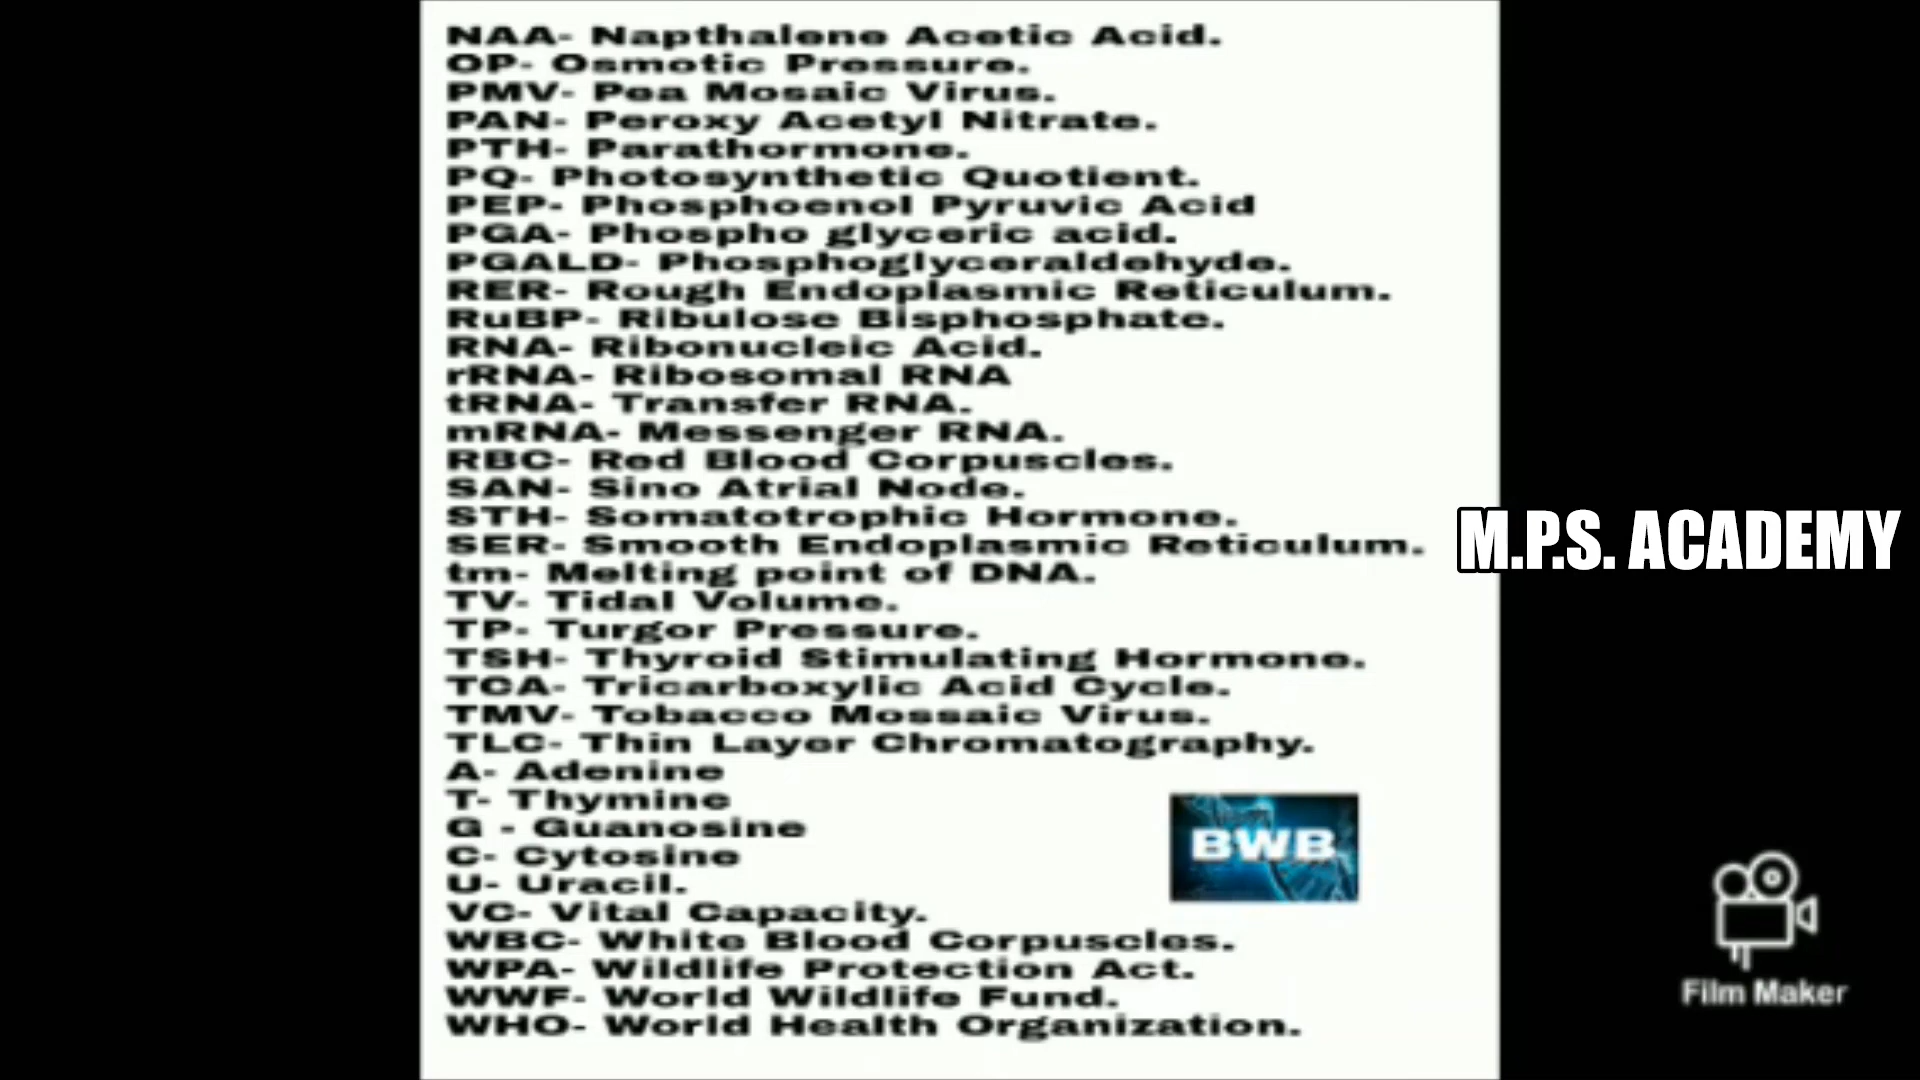 NAA- Napthalene Acetic Acid.
OP- Osmotic Pressure.
PMV- Pea Mosaic Virus.
PAN- Peroxy Acetyl Nitrate.
PTH- Parathormone.
PQ- Photosynthetic Quotient.
PEP- Phosphoenol Pyruvic Acid
PGA- Phospho glyceric acid.
PGALD- Phosphoglyceraldehyde.
RER- Rough Endoplasmic Reticulum.
RuBP- Ribulose Bisphosphate.
RNA- Ribonucleic Acid.
rRNA- Ribosomal RNA
tRNA- Transfer RNA.
mRNA- Messenger RNA.
RBC- Red Blood Corpuscles.
SAN- Sino Atrial Node.
STH- Somatotrophic Hormone.
SER- Smooth Endoplasmic Reticulum.
tm- Melting point of DNA.
TV- Tidal Volume.
TP- Turgor Pressure.
TSH- Thyroid Stimulating Hormone.
TCA- Tricarboxylic Acid Cycle.
TMV- Tobacco Mossaic Virus.
TLC- Thin Layer Chromatography.
A- Adenine
T- Thymine
G - Guanosine
C- Cytosine
U- Uracil.
VC- Vital Capacity.
WBC- White Blood Corpuscles.
WPA- Wildlife Protection Act.
WWF- World Wildlife Fund.
WHO- World Health Organization.
BWB
M.P.S. ACADEMY
Film Maker